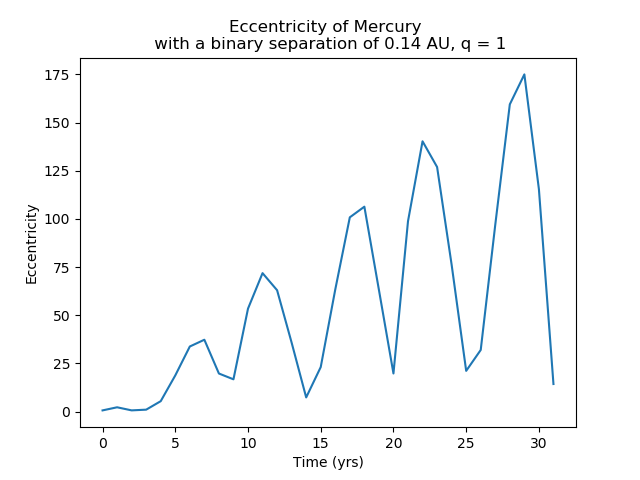 Eccentricity of Mercury
with a binary separation of 0.14 AU, q = 1
175
150
125
100
75
50
25
0
Eccentricity
0 5 10 15 20 25 30
Time (yrs)